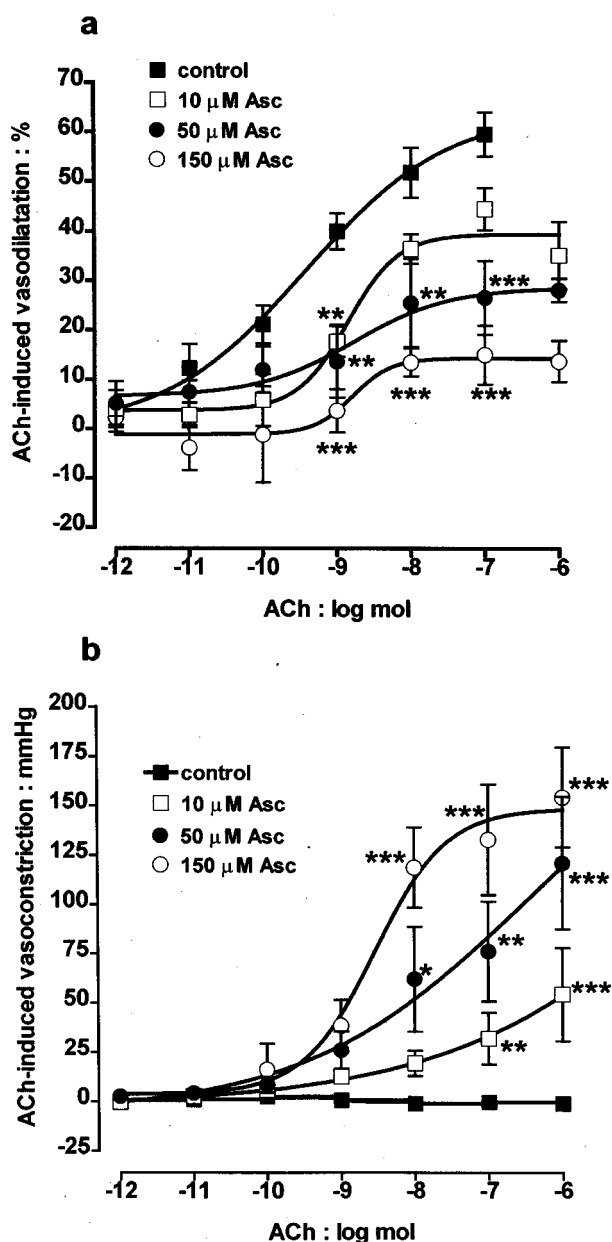 a
ACh-induced vasodilatation : %
70
60
50
40
30
20
10
0
-10
-20
control
10 μM Asc
50 μM Asc
150 μM Asc
**
**
***
**
***
***
***
-12 -11 -10 -9 -8 -7 -6
ACh : log mol
b
ACh-induced vasoconstriction : mmHg
200
175
150
125
100
75
50
25
0
-25
control
10 μM Asc
50 μM Asc
150 μM Asc
***
***
***
***
*
**
***
**
-12 -11 -10 -9 -8 -7 -6
ACh : log mol